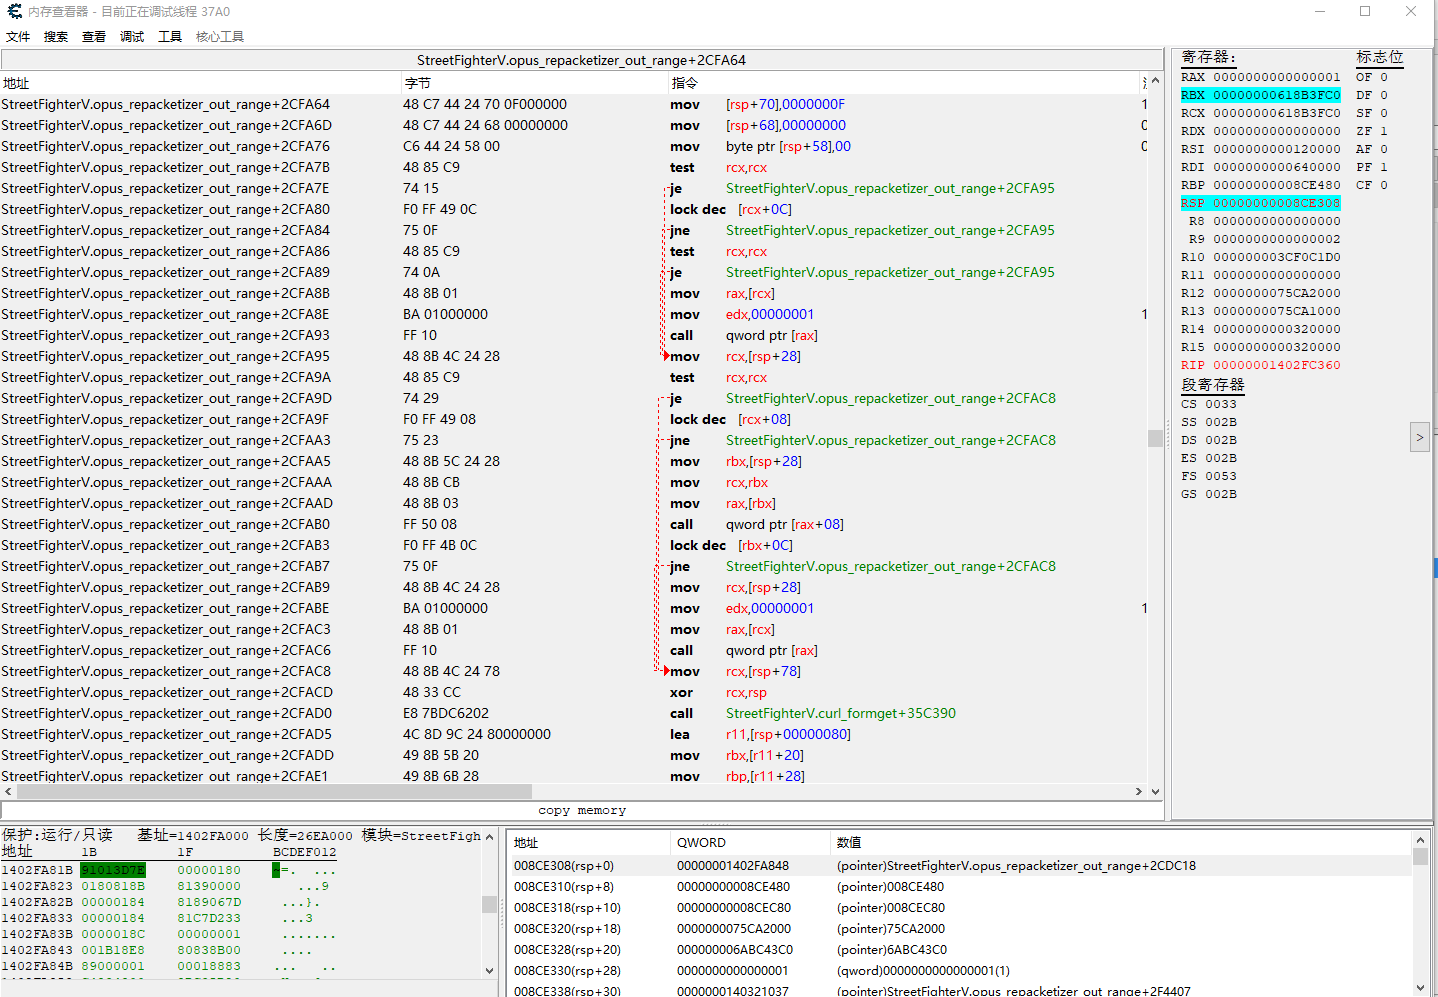 内存查看器 - 目前正在调试线程 37A0
文件 搜索 查看 调试 工具 核心工具
StreetFighterV.opus_repacketizer_out_range+2CFA64
地址 字节 指令
StreetFighterV.opus_repacketizer_out_range+2CFA64 48 C7 44 24 70 0F000000 mov [rsp+70],0000000F 1
StreetFighterV.opus_repacketizer_out_range+2CFA6D 48 C7 44 24 68 00000000 mov [rsp+68],00000000 0
StreetFighterV.opus_repacketizer_out_range+2CFA76 C6 44 24 58 00 mov byte ptr [rsp+58],00 0
StreetFighterV.opus_repacketizer_out_range+2CFA7B 48 85 C9 test rcx,rcx
StreetFighterV.opus_repacketizer_out_range+2CFA7E 74 15 je StreetFighterV.opus_repacketizer_out_range+2CFA95
StreetFighterV.opus_repacketizer_out_range+2CFA80 F0 FF 49 0C lock dec [rcx+0C]
StreetFighterV.opus_repacketizer_out_range+2CFA84 75 0F jne StreetFighterV.opus_repacketizer_out_range+2CFA95
StreetFighterV.opus_repacketizer_out_range+2CFA86 48 85 C9 test rcx,rcx
StreetFighterV.opus_repacketizer_out_range+2CFA89 74 0A je StreetFighterV.opus_repacketizer_out_range+2CFA95
StreetFighterV.opus_repacketizer_out_range+2CFA8B 48 8B 01 mov rax,[rcx]
StreetFighterV.opus_repacketizer_out_range+2CFA8E BA 01000000 mov edx,00000001 1
StreetFighterV.opus_repacketizer_out_range+2CFA93 FF 10 call qword ptr [rax]
StreetFighterV.opus_repacketizer_out_range+2CFA95 48 8B 4C 24 28 mov rcx,[rsp+28]
StreetFighterV.opus_repacketizer_out_range+2CFA9A 48 85 C9 test rcx,rcx
StreetFighterV.opus_repacketizer_out_range+2CFA9D 74 29 je StreetFighterV.opus_repacketizer_out_range+2CFAC8
StreetFighterV.opus_repacketizer_out_range+2CFA9F F0 FF 49 08 lock dec [rcx+08]
StreetFighterV.opus_repacketizer_out_range+2CFAA3 75 23 jne StreetFighterV.opus_repacketizer_out_range+2CFAC8
StreetFighterV.opus_repacketizer_out_range+2CFAA5 48 8B 5C 24 28 mov rbx,[rsp+28]
StreetFighterV.opus_repacketizer_out_range+2CFAAA 48 8B CB mov rcx,rbx
StreetFighterV.opus_repacketizer_out_range+2CFAAD 48 8B 03 mov rax,[rbx]
StreetFighterV.opus_repacketizer_out_range+2CFAB0 FF 50 08 call qword ptr [rax+08]
StreetFighterV.opus_repacketizer_out_range+2CFAB3 F0 FF 4B 0C lock dec [rbx+0C]
StreetFighterV.opus_repacketizer_out_range+2CFAB7 75 0F jne StreetFighterV.opus_repacketizer_out_range+2CFAC8
StreetFighterV.opus_repacketizer_out_range+2CFAB9 48 8B 4C 24 28 mov rcx,[rsp+28]
StreetFighterV.opus_repacketizer_out_range+2CFABE BA 01000000 mov edx,00000001 1
StreetFighterV.opus_repacketizer_out_range+2CFAC3 48 8B 01 mov rax,[rcx]
StreetFighterV.opus_repacketizer_out_range+2CFAC6 FF 10 call qword ptr [rax]
StreetFighterV.opus_repacketizer_out_range+2CFAC8 48 8B 4C 24 78 mov rcx,[rsp+78]
StreetFighterV.opus_repacketizer_out_range+2CFACD 48 33 CC xor rcx,rsp
StreetFighterV.opus_repacketizer_out_range+2CFAD0 E8 7BDC6202 call StreetFighterV.curl_formget+35C390
StreetFighterV.opus_repacketizer_out_range+2CFAD5 4C 8D 9C 24 80000000 lea r11,[rsp+00000080]
StreetFighterV.opus_repacketizer_out_range+2CFADD 49 8B 5B 20 mov rbx,[r11+20]
StreetFighterV.opus_repacketizer_out_range+2CFAE1 49 8B 6B 28 mov rbp,[r11+28]
copy memory
寄存器: 标志位
RAX 0000000000000001 OF 0
RBX 00000000618B3FC0 DF 0
RCX 00000000618B3FC0 SF 0
RDX 0000000000000000 ZF 1
RSI 0000000000120000 AF 0
RDI 0000000000640000 PF 1
RBP 00000000008CE480 CF 0
RSP 00000000008CE308
R8 0000000000000000
R9 0000000000000002
R10 000000003CF0C1D0
R11 0000000000000000
R12 0000000075CA2000
R13 0000000075CA1000
R14 0000000000320000
R15 0000000000320000
RIP 00000001402FC360
段寄存器
CS 0033
SS 002B
DS 002B
ES 002B
FS 0053
GS 002B
>
保护:运行/只读 基址=1402FA000 长度=26EA000 模块=StreetFigh
地址 1B 1F BCDEF012
1402FA81B 91013D7E 00000180 ~=. ...
1402FA823 0180818B 81390000 ...9
1402FA82B 00000184 8189067D ...}.
1402FA833 00000184 81C7D233 ...3
1402FA83B 0000018C 00000001 .......
1402FA843 001B18E8 80838B00 ....
1402FA84B 89000001 00018883 ... ..
地址 QWORD 数值
008CE308(rsp+0) 00000001402FA848 (pointer)StreetFighterV.opus_repacketizer_out_range+2CDC18
008CE310(rsp+8) 00000000008CE480 (pointer)008CE480
008CE318(rsp+10) 00000000008CEC80 (pointer)008CEC80
008CE320(rsp+18) 0000000075CA2000 (pointer)75CA2000
008CE328(rsp+20) 000000006ABC43C0 (pointer)6ABC43C0
008CE330(rsp+28) 0000000000000001 (qword)0000000000000001(1)
008CE338(rsp+30) 0000000140321037 (pointer)StreetFighterV.opus_repacketizer_out_range+2F4407